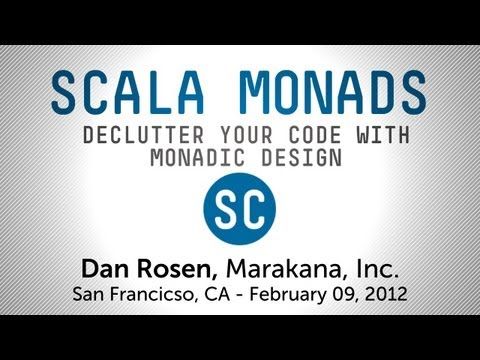 SCALA MONADS
DECLUTTER YOUR CODE WITH
MONADIC DESIGN
SC
Dan Rosen, Marakana, Inc.
San Francicso, CA - February 09, 2012